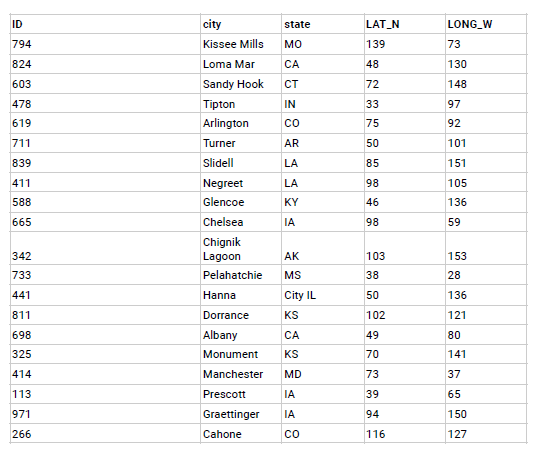 ID city state LAT_N LONG_W
794 Kissee Mills MO 139 73
824 Loma Mar CA 48 130
603 Sandy Hook CT 72 148
478 Tipton IN 33 97
619 Arlington CO 75 92
711 Turner AR 50 101
839 Slidell LA 85 151
411 Negreet LA 98 105
588 Glencoe KY 46 136
665 Chelsea IA 98 59
Chignik
342 Lagoon AK 103 153
733 Pelahatchie MS 38 28
441 Hanna City IL 50 136
811 Dorrance KS 102 121
698 Albany CA 49 80
325 Monument KS 70 141
414 Manchester MD 73 37
113 Prescott IA 39 65
971 Graettinger IA 94 150
266 Cahone CO 116 127